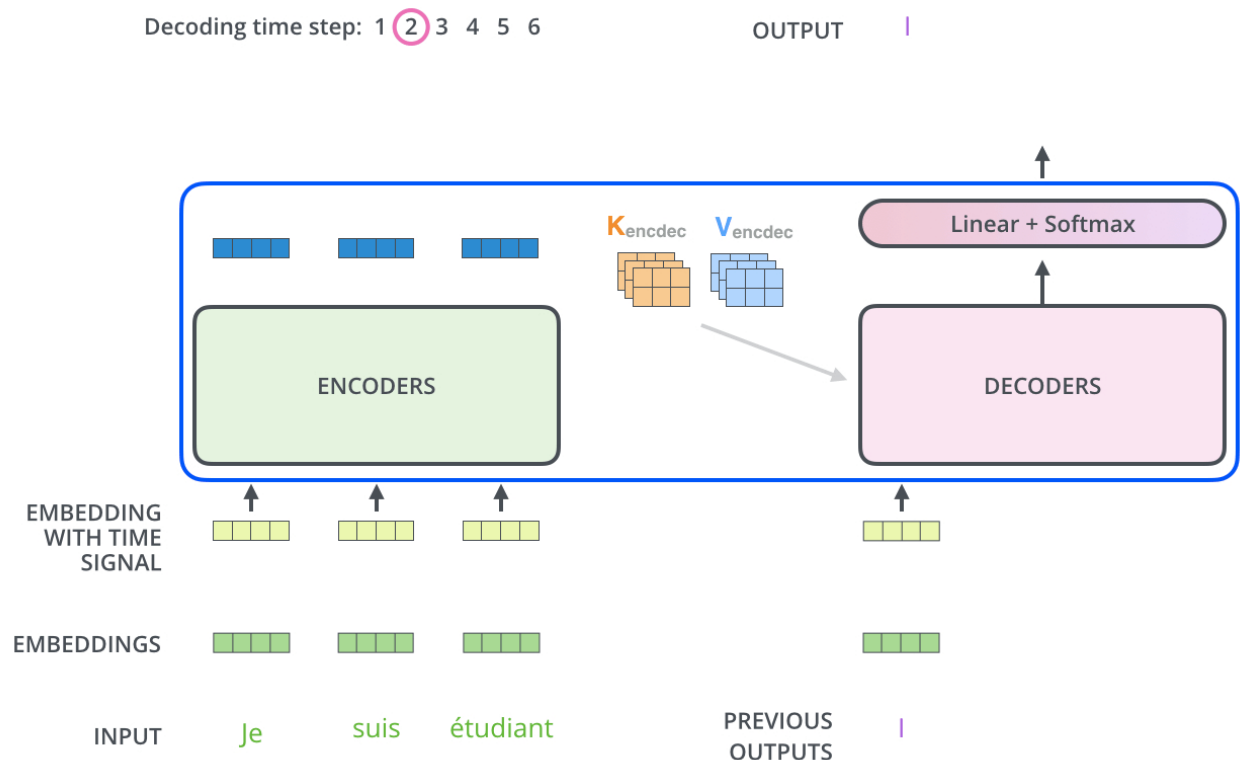 Decoding time step: 1 2 3 4 5 6
OUTPUT I
Kencdec Vencdec
Linear + Softmax
ENCODERS
DECODERS
EMBEDDING
WITH TIME
SIGNAL
EMBEDDINGS
INPUT Je suis étudiant
PREVIOUS
OUTPUTS I